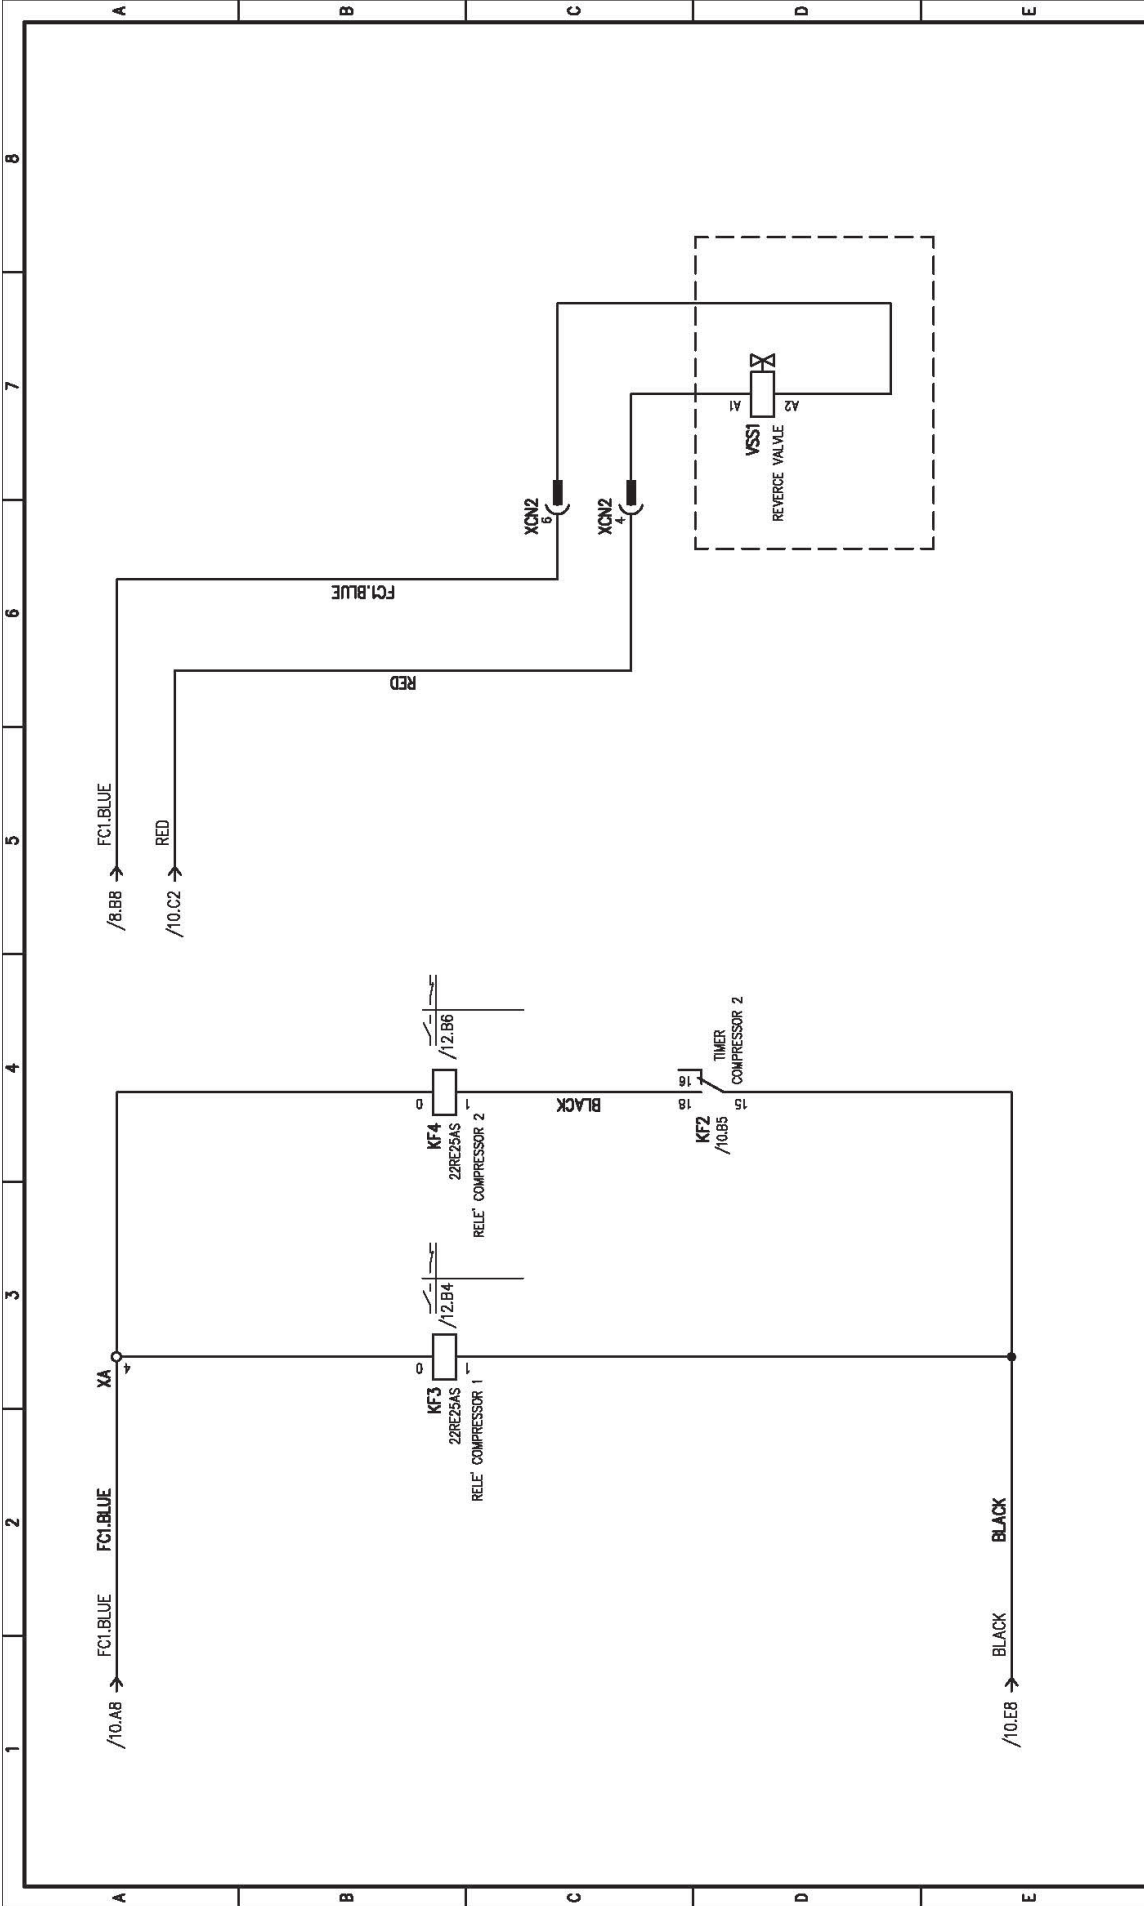 1 2 3 4 5 6 7 8
A A
B B
C C
D D
E E
/10.A8
FC1.BLUE
FC1.BLUE
XA
4
KF3
22RE25AS
RELE' COMPRESSOR 1
0
1
/12.B4
KF4
22RE25AS
RELE' COMPRESSOR 2
0
1
/12.B6
BLACK
KF2
/10.B5
18
16
15
TIMER
COMPRESSOR 2
/10.E8
BLACK
BLACK
/8.B8
FC1.BLUE
/10.C2
RED
FC1.BLUE
RED
XCN2
6
XCN2
4
A1
A2
VSS1
REVERCE VALVLE